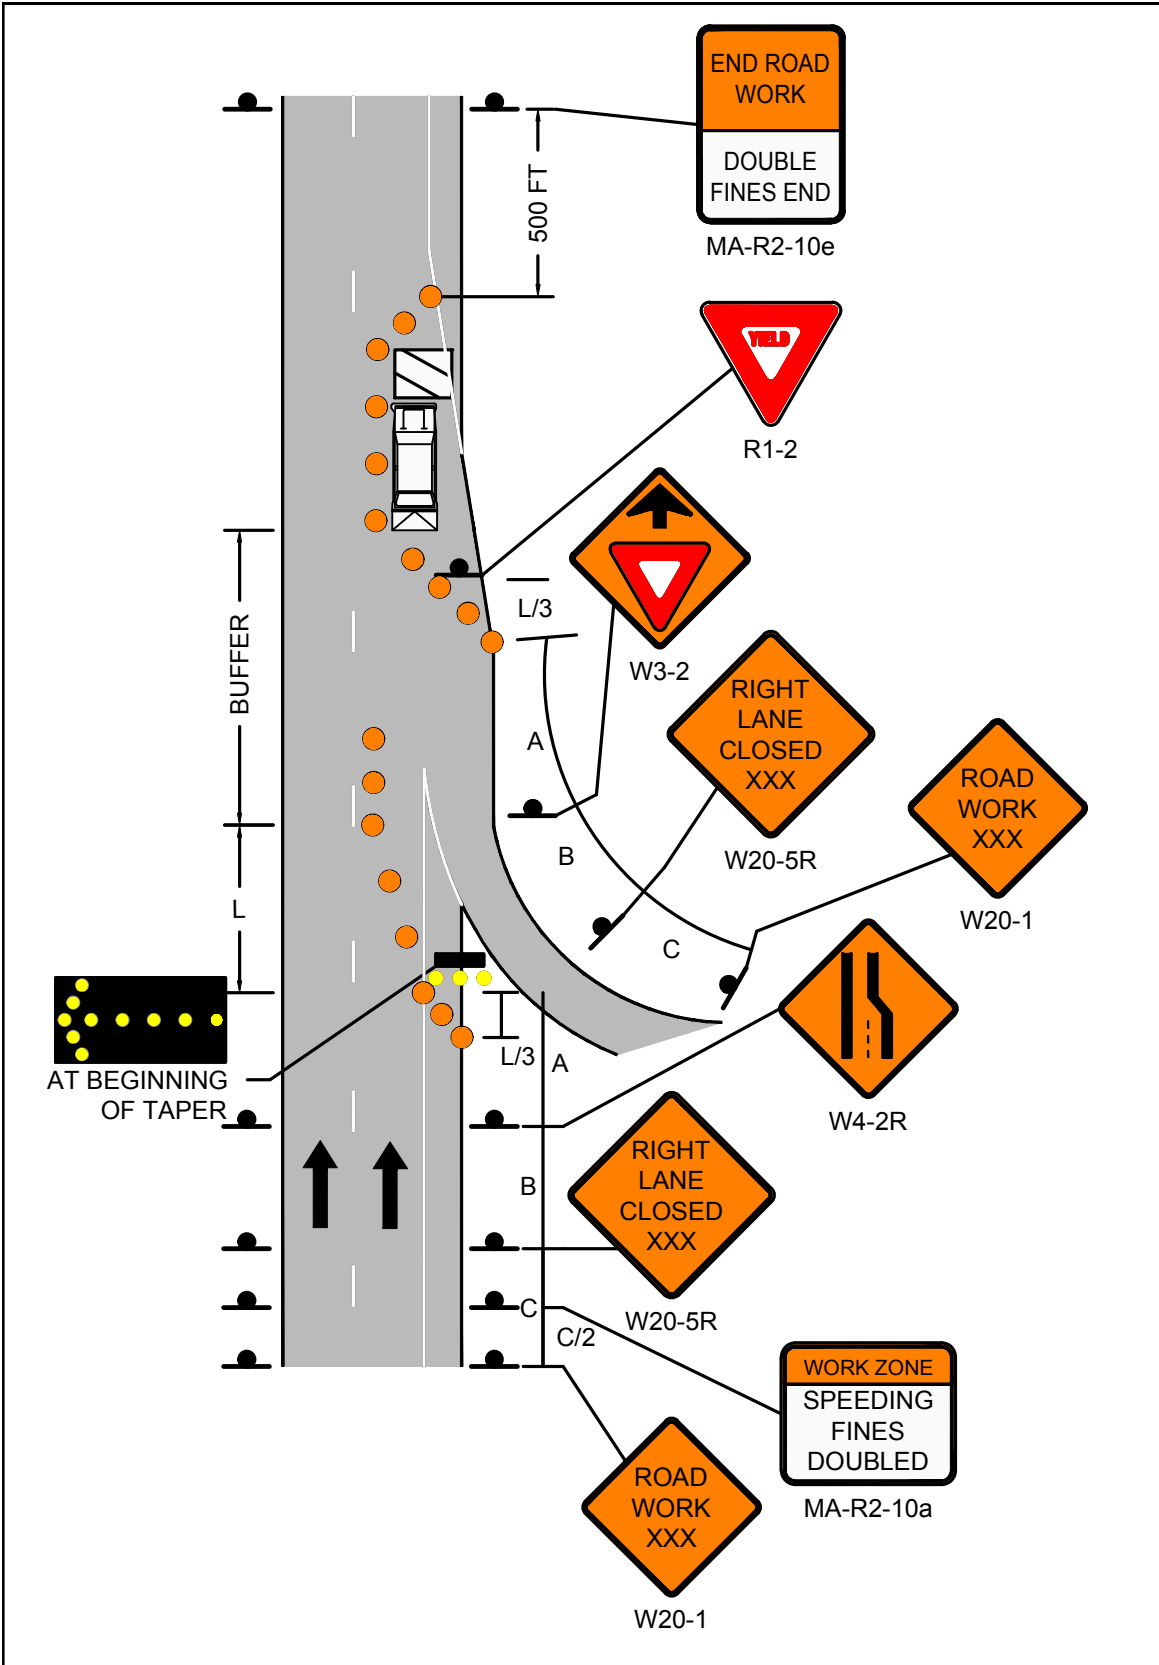 END ROAD
WORK
DOUBLE
FINES END
MA-R2-10e
500 FT
YIELD
R1-2
L/3
W3-2
BUFFER
A
RIGHT
LANE
CLOSED
XXX
W20-5R
B
ROAD
WORK
XXX
W20-1
L
C
AT BEGINNING
OF TAPER
L/3
A
W4-2R
B
RIGHT
LANE
CLOSED
XXX
W20-5R
C
C/2
WORK ZONE
SPEEDING
FINES
DOUBLED
MA-R2-10a
ROAD
WORK
XXX
W20-1